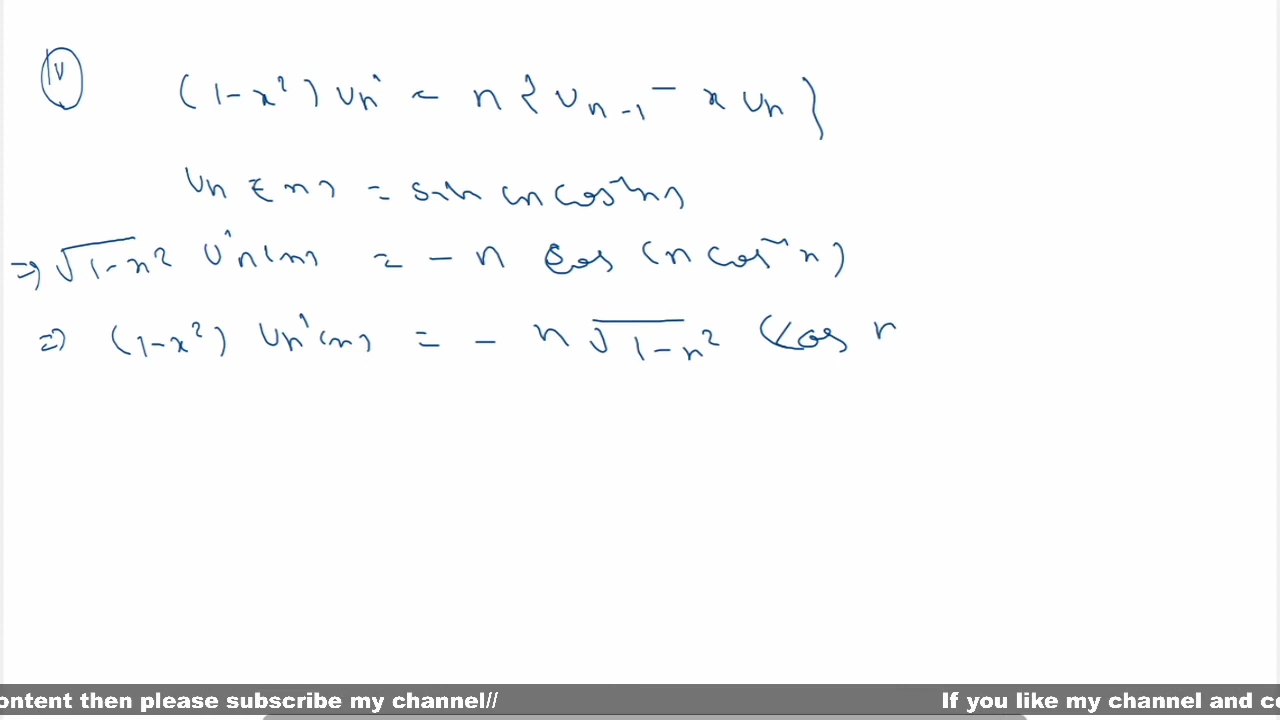 (iv) (1-x²) Un' = n { Un-1 - x Un }
Un (x) = sin (n cos⁻¹x)
⇒ √1-x² U'n(x) = - n cos (n cos⁻¹ x)
⇒ (1-x²) Un'(x) = - n √1-x² cos n
ontent then please subscribe my channel// If you like my channel and co